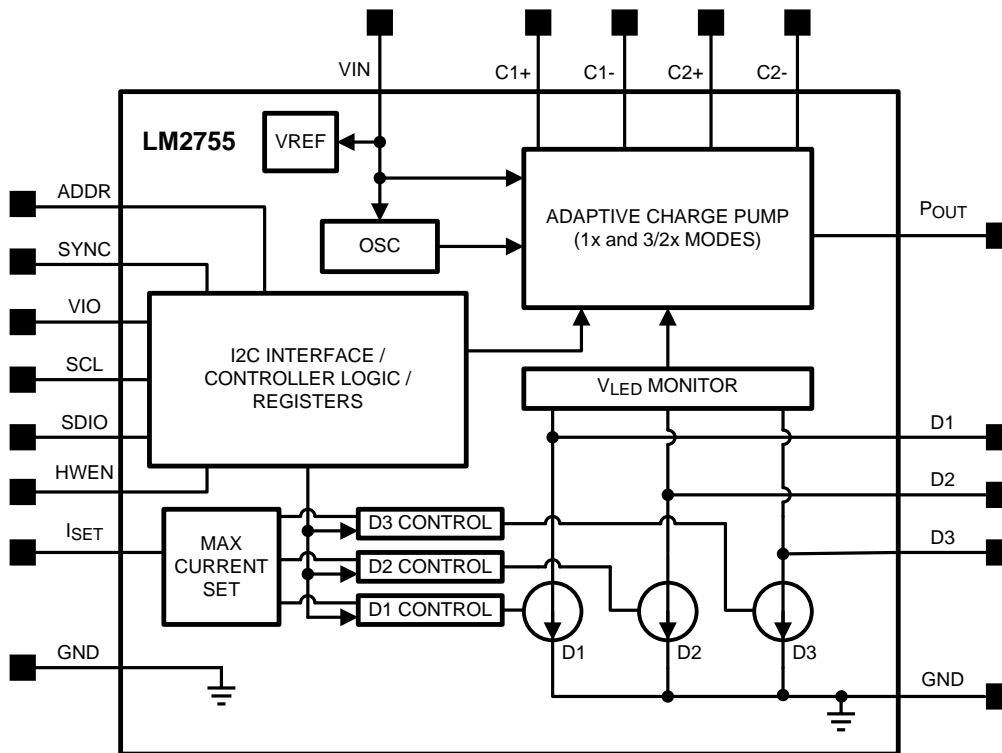 VIN
C1+
C1-
C2+
C2-
LM2755
VREF
ADDR
ADAPTIVE CHARGE PUMP
(1x and 3/2x MODES)
POUT
OSC
SYNC
VIO
I2C INTERFACE /
CONTROLLER LOGIC /
REGISTERS
SCL
VLED MONITOR
SDIO
D1
HWEN
D2
ISET
MAX
CURRENT
SET
D3 CONTROL
D2 CONTROL
D1 CONTROL
D3
D1
D2
D3
GND
GND